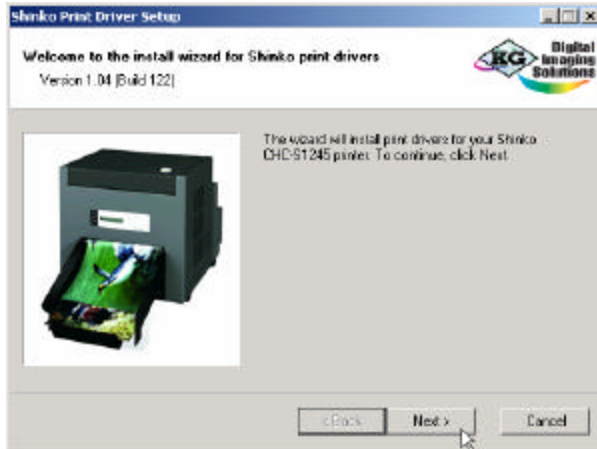 Shinko Print Driver Setup
Welcome to the install wizard for Shinko print drivers
Version 1.04 (Build 122)
KG Digital
Imaging
Solutions
The wizard will install print drivers for your Shinko
CHC-S1245 printer. To continue, click Next
< Back
Next >
Cancel